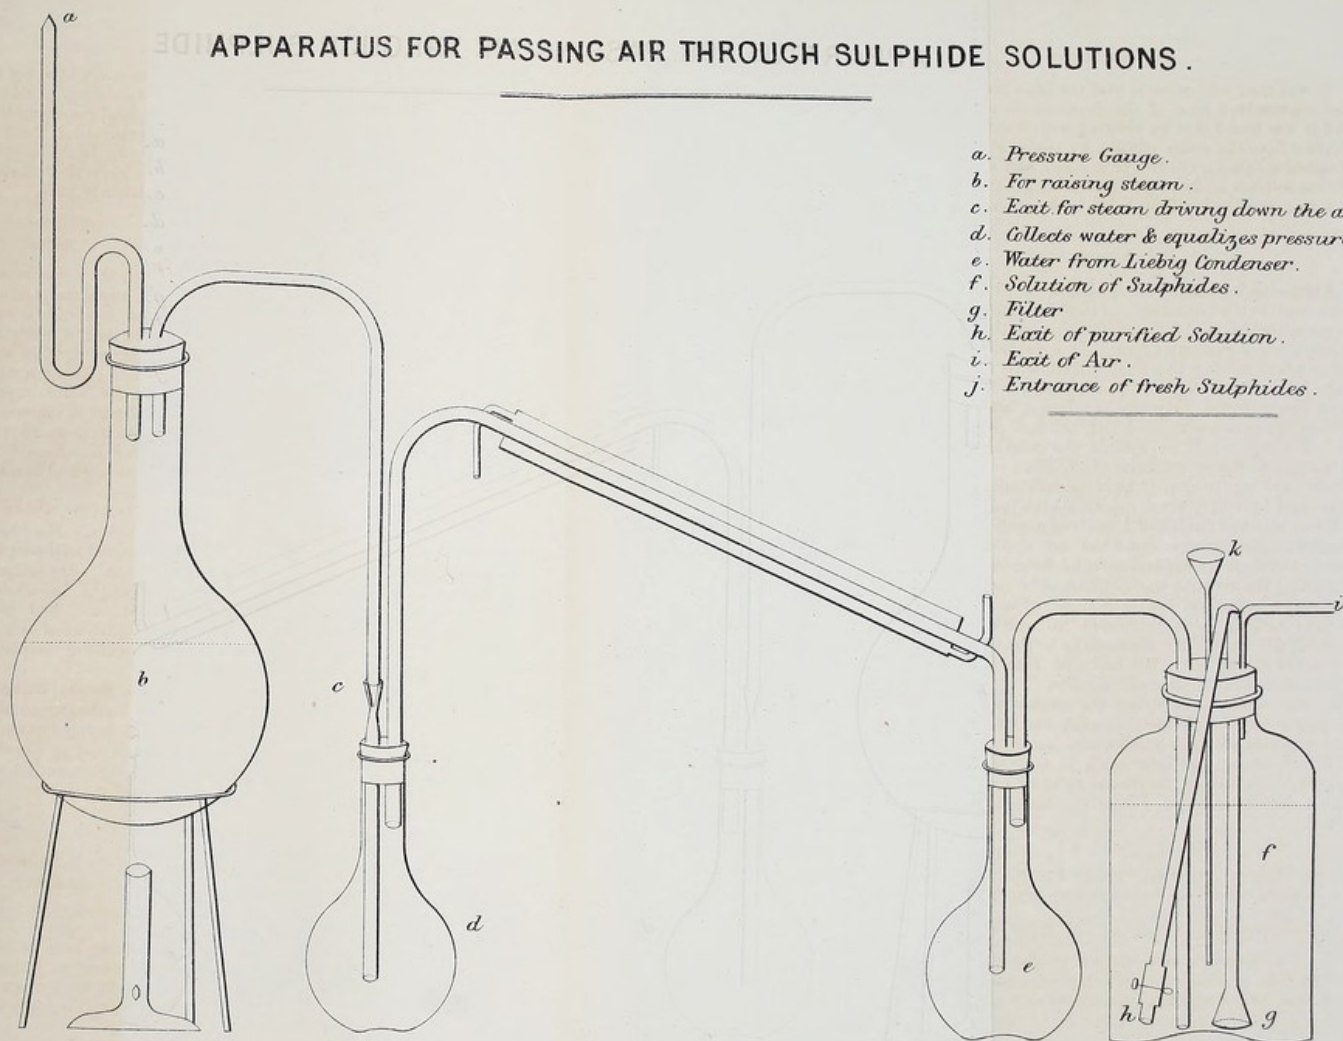 a
APPARATUS FOR PASSING AIR THROUGH SULPHIDE SOLUTIONS.
a. Pressure Gauge.
b. For raising steam.
c. Exit for steam driving down the a
d. Collects water & equalizes pressur
e. Water from Liebig Condenser.
f. Solution of Sulphides.
g. Filter
h. Exit of purified Solution.
i. Exit of Air.
j. Entrance of fresh Sulphides.
k
i
b
c
f
d
e
h
g